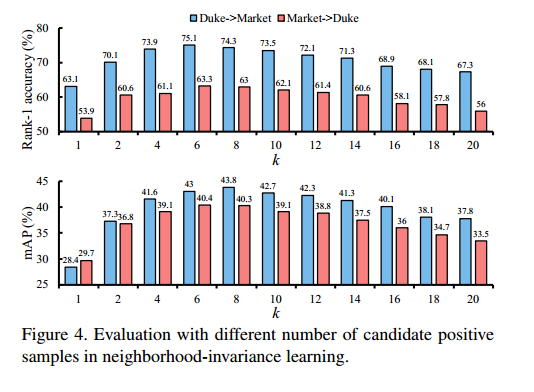 Duke->Market Market->Duke
Rank-1 accuracy (%)
80
70
60
50
63.1 53.9 70.1 60.6 73.9 61.1 75.1 63.3 74.3 63 73.5 62.1 72.1 61.4 71.3 60.6 68.9 58.1 68.1 57.8 67.3 56
1 2 4 6 8 10 12 14 16 18 20
k
mAP (%)
45
40
35
30
25
28.4 29.7 37.3 36.8 41.6 39.1 43 40.4 43.8 40.3 42.7 39.1 42.3 38.8 41.3 37.5 40.1 36 38.1 34.7 37.8 33.5
1 2 4 6 8 10 12 14 16 18 20
k
Figure 4. Evaluation with different number of candidate positive
samples in neighborhood-invariance learning.